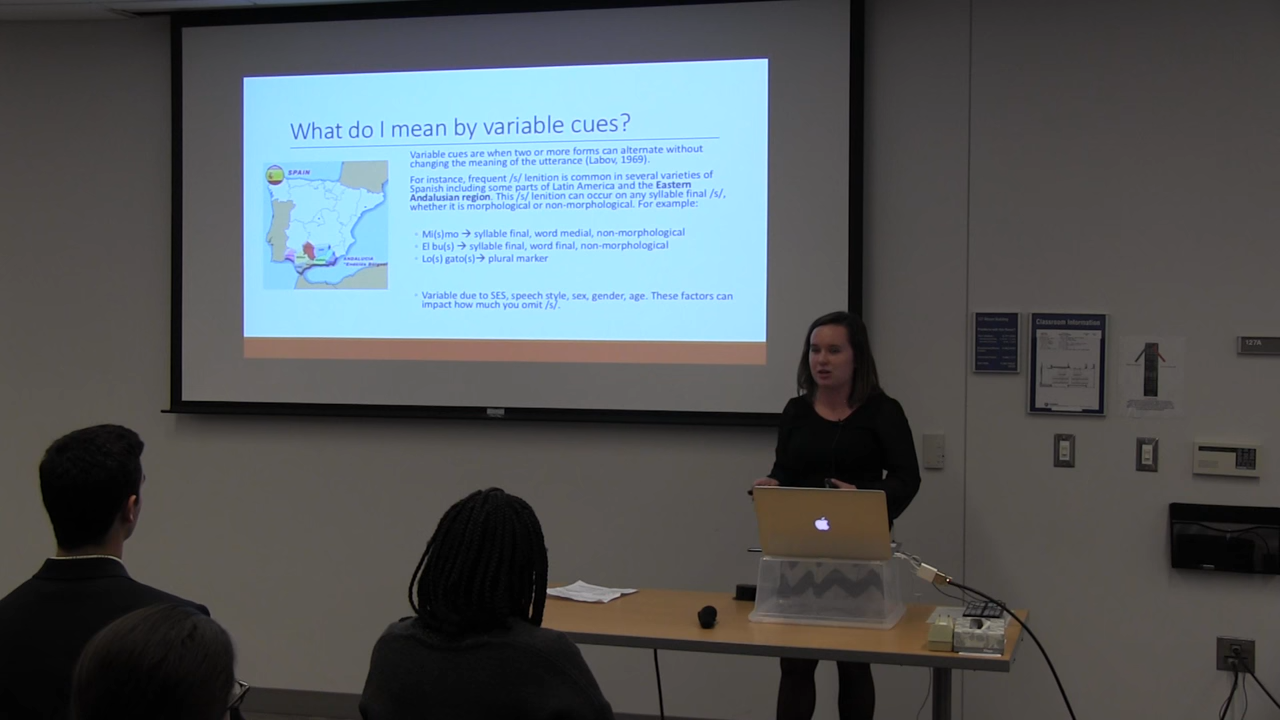 What do I mean by variable cues?
SPAIN
Variable cues are when two or more forms can alternate without
changing the meaning of the utterance (Labov, 1969).
For instance, frequent /s/ lenition is common in several varieties of
Spanish including some parts of Latin America and the Eastern
Andalusian region. This /s/ lenition can occur on any syllable final /s/,
whether it is morphological or non-morphological. For example:
Mi(s)mo → syllable final, word medial, non-morphological
El bu(s) → syllable final, word final, non-morphological
Lo(s) gato(s)→ plural marker
ANDALUCIA
Variable due to SES, speech style, sex, gender, age. These factors can
impact how much you omit /s/.
Classroom Information
127A